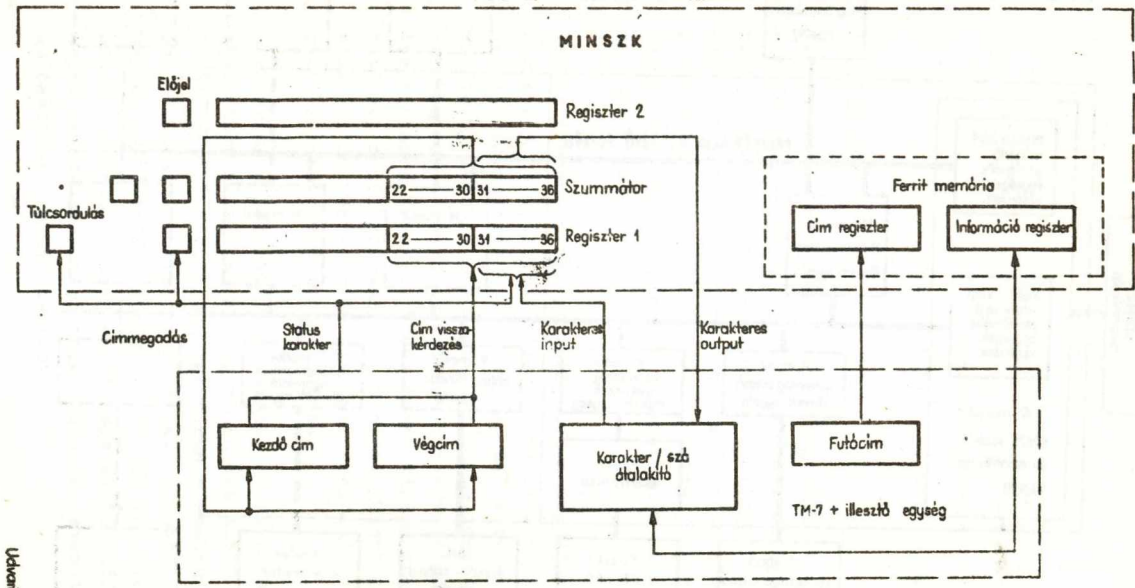 MINSZK
Előjel
Regiszter 2
22 — 30 31 — 36
Szummátor
Túlcsordulás
22 — 30 31 — 36
Regiszter 1
Ferrit memória
Cím regiszter
Információ regiszter
Címmegadás
Status
karakter
Cím vissza-
kérdezés
Karakteres
input
Karakteres
output
Kezdő cím
Végcím
Karakter / szó
átalakító
Futócím
TM-7 + illesztő egység